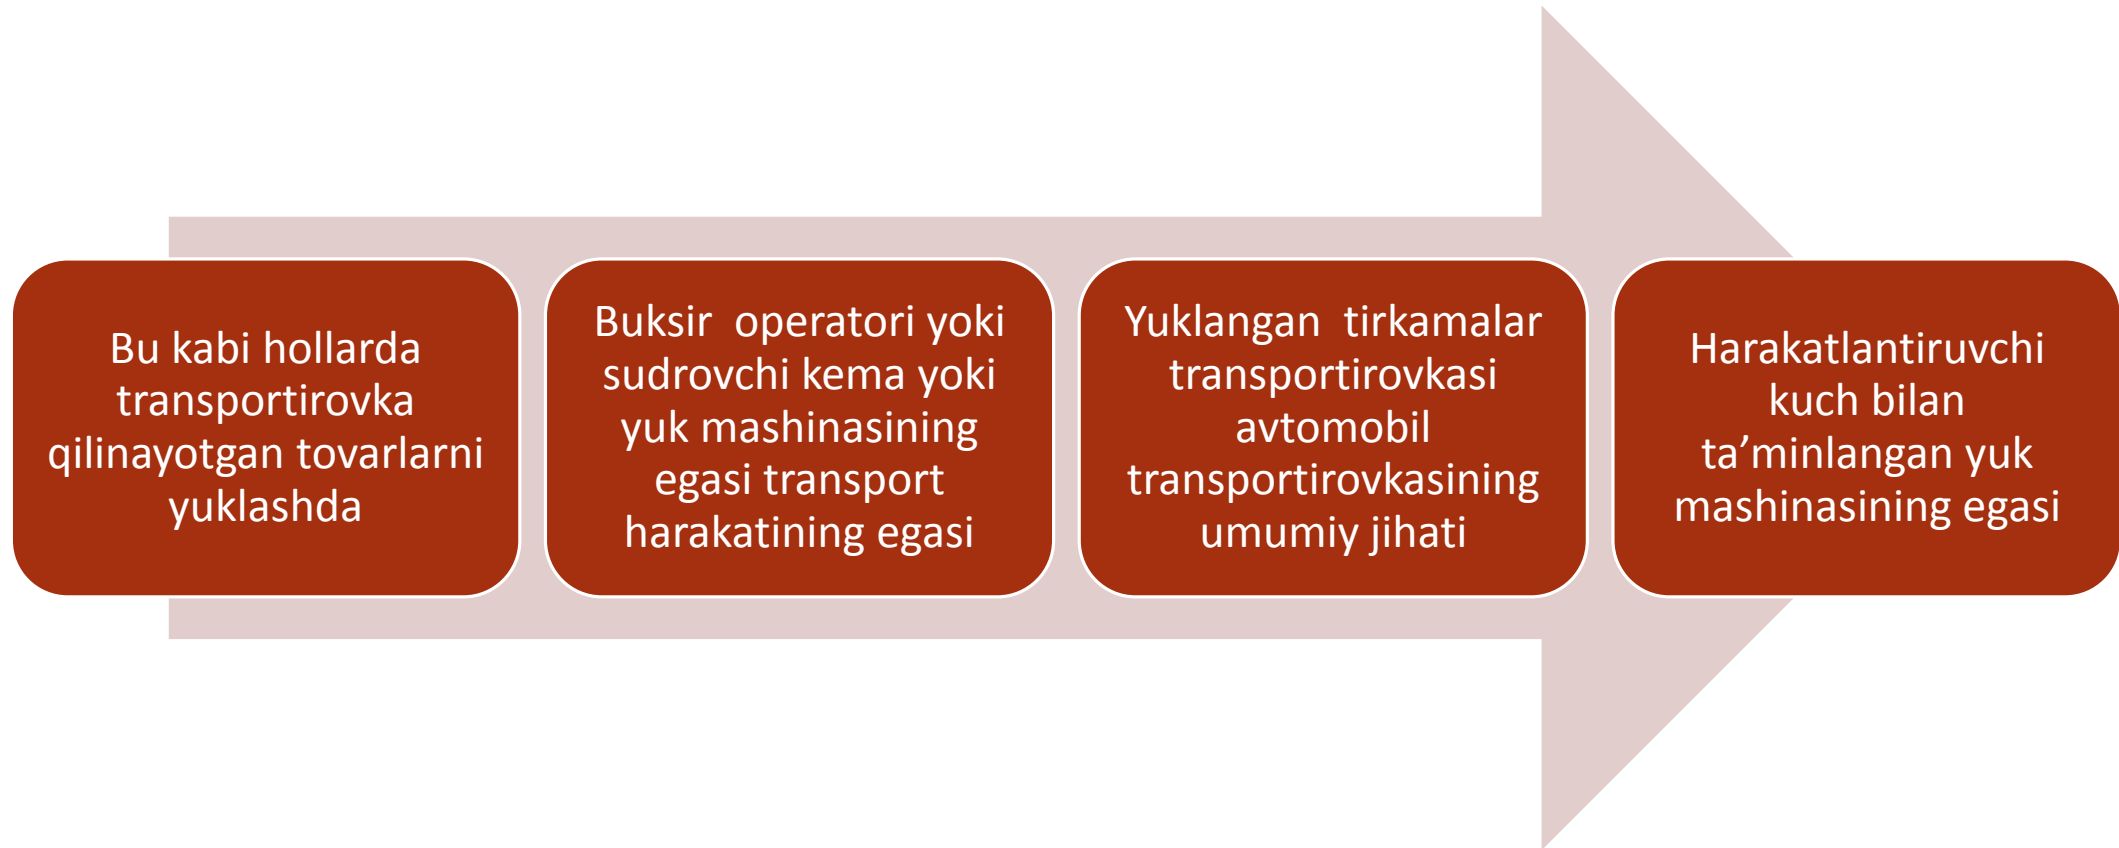 Bu kabi hollarda
transportirovka
qilinayotgan tovarlarni
yuklashda
Buksir  operatori yoki
sudrovchi kema yoki
yuk mashinasining
egasi transport
harakatining egasi
Yuklangan  tirkamalar
transportirovkasi
avtomobil
transportirovkasining
umumiy jihati
Harakatlantiruvchi
kuch bilan
ta’minlangan yuk
mashinasining egasi